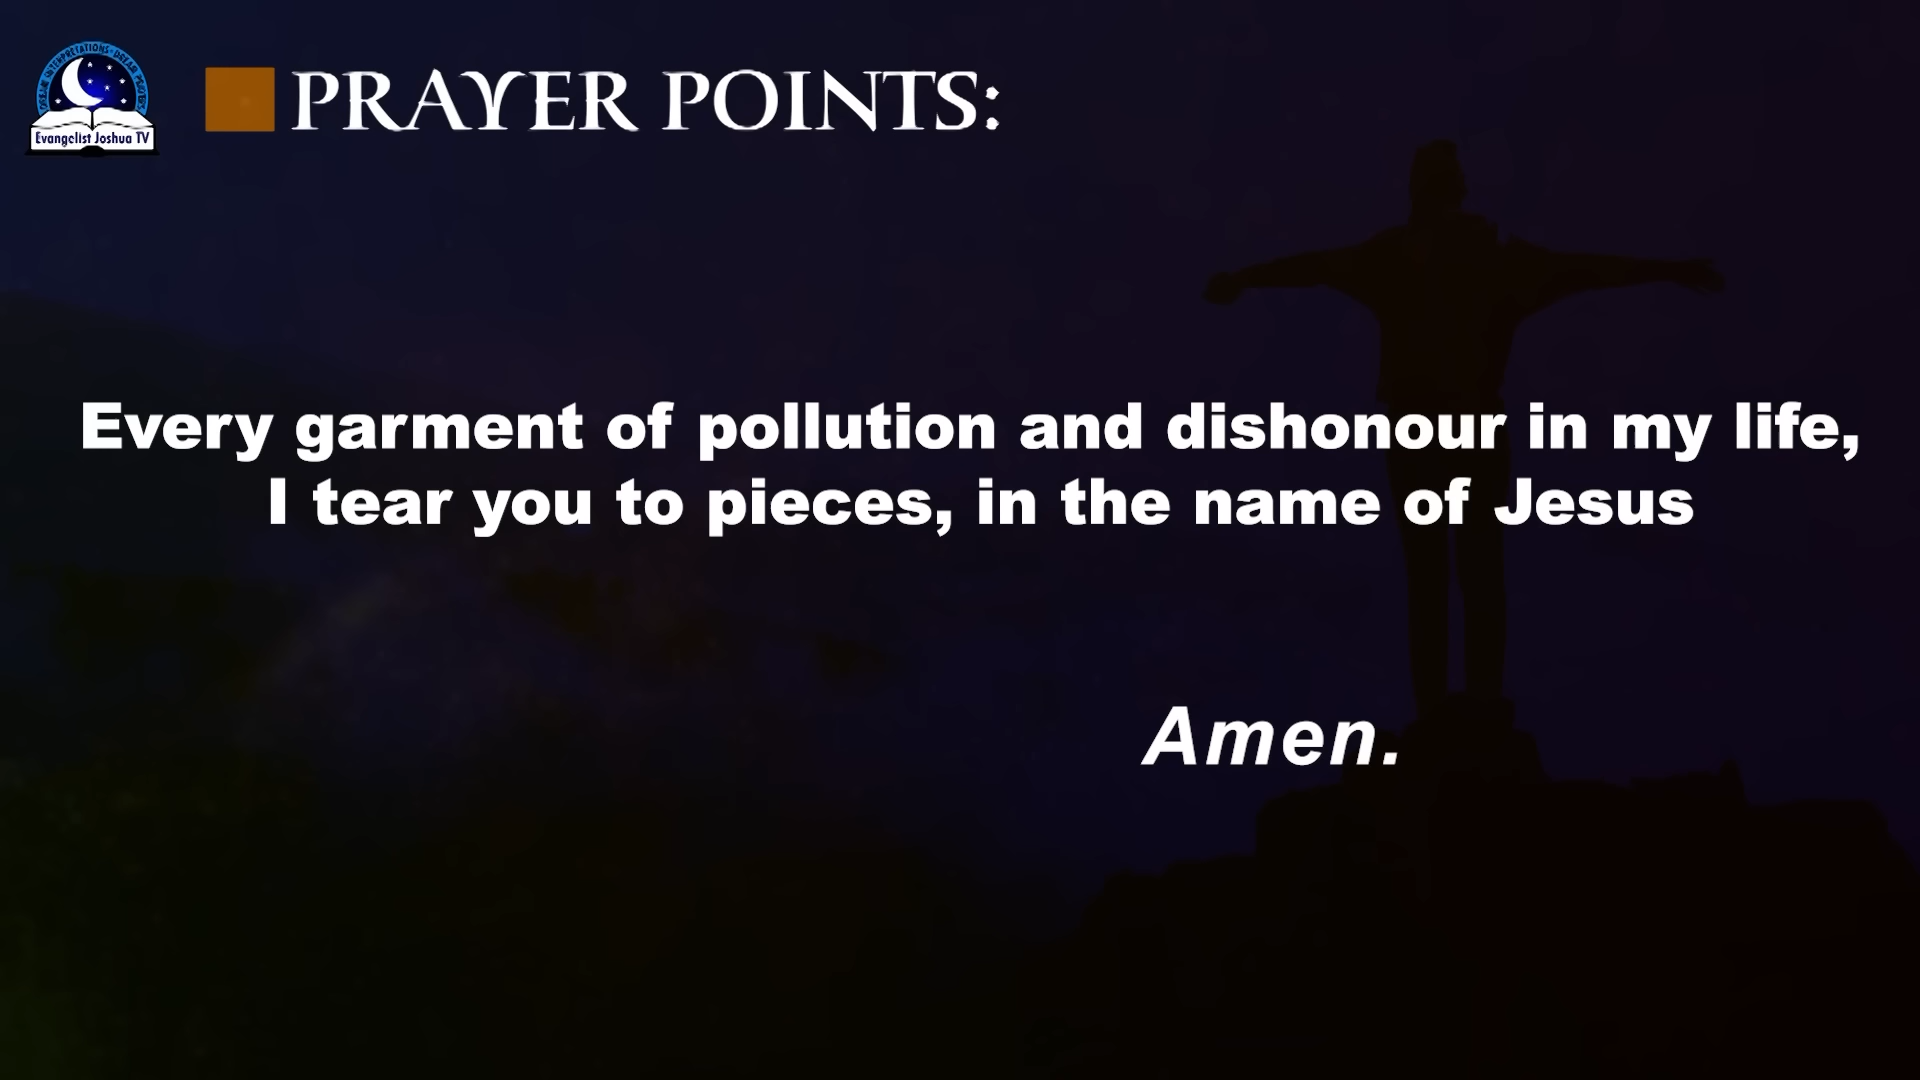 PRAYER POINTS:
Evangelist Joshua TV
Every garment of pollution and dishonour in my life,
I tear you to pieces, in the name of Jesus
Amen.